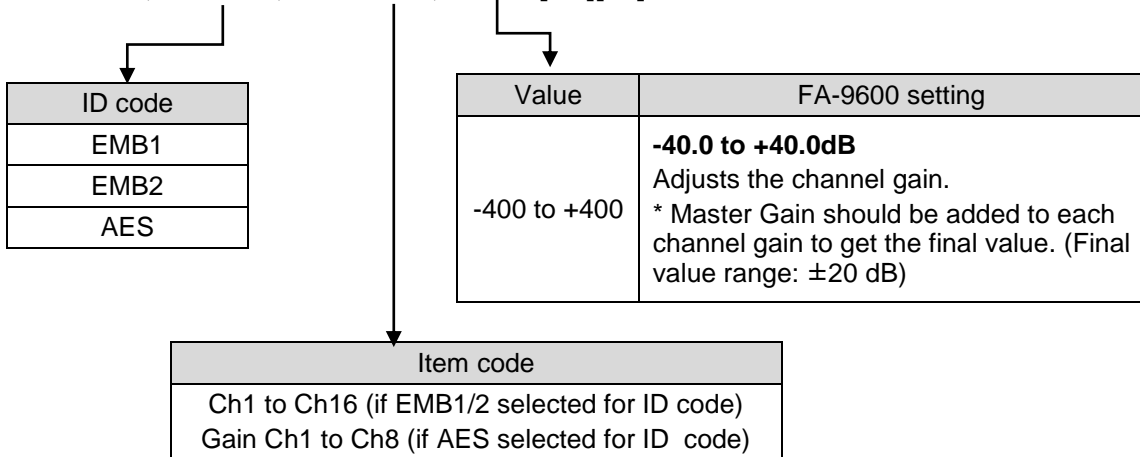 ID code
EMB1
EMB2
AES
Value
FA-9600 setting
-400 to +400
-40.0 to +40.0dB
Adjusts the channel gain.
* Master Gain should be added to each
channel gain to get the final value. (Final
value range: ±20 dB)
Item code
Ch1 to Ch16 (if EMB1/2 selected for ID code)
Gain Ch1 to Ch8 (if AES selected for ID code)